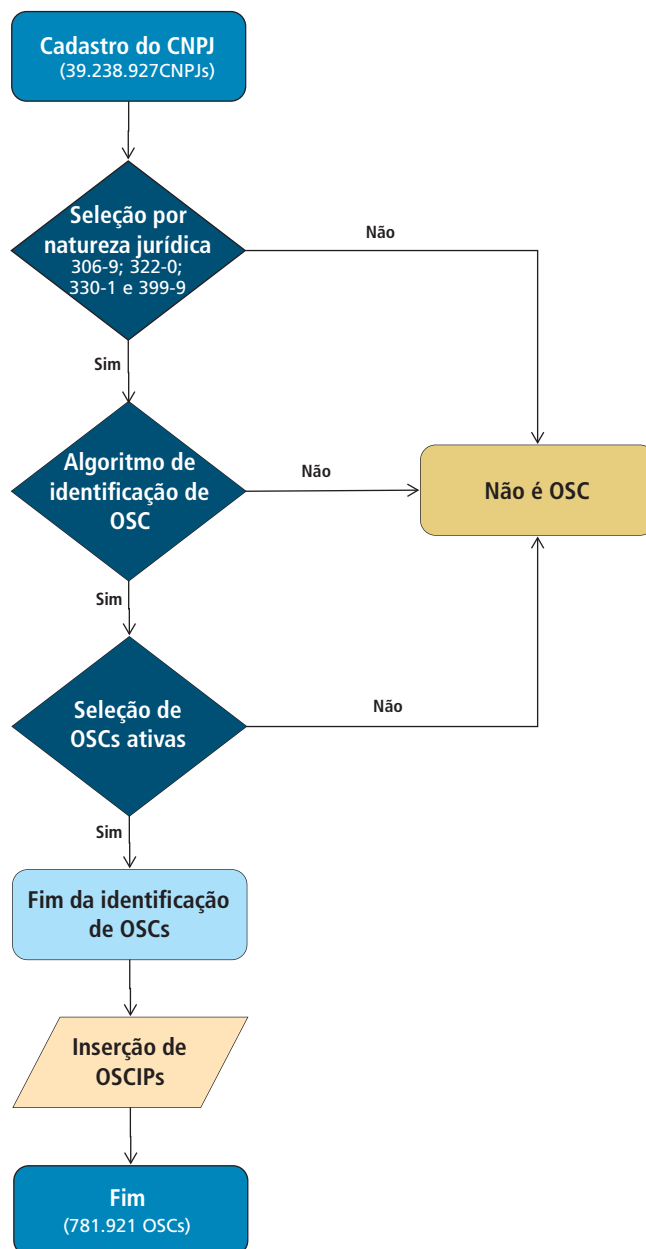 Cadastro do CNPJ
(39.238.927CNPJs)
Seleção por
natureza jurídica
306-9; 322-0;
330-1 e 399-9
Não
Sim
Algoritmo de
identificação de
OSC
Não
Não é OSC
Sim
Seleção de
OSCs ativas
Não
Sim
Fim da identificação
de OSCs
Inserção de
OSCIPs
Fim
(781.921 OSCs)